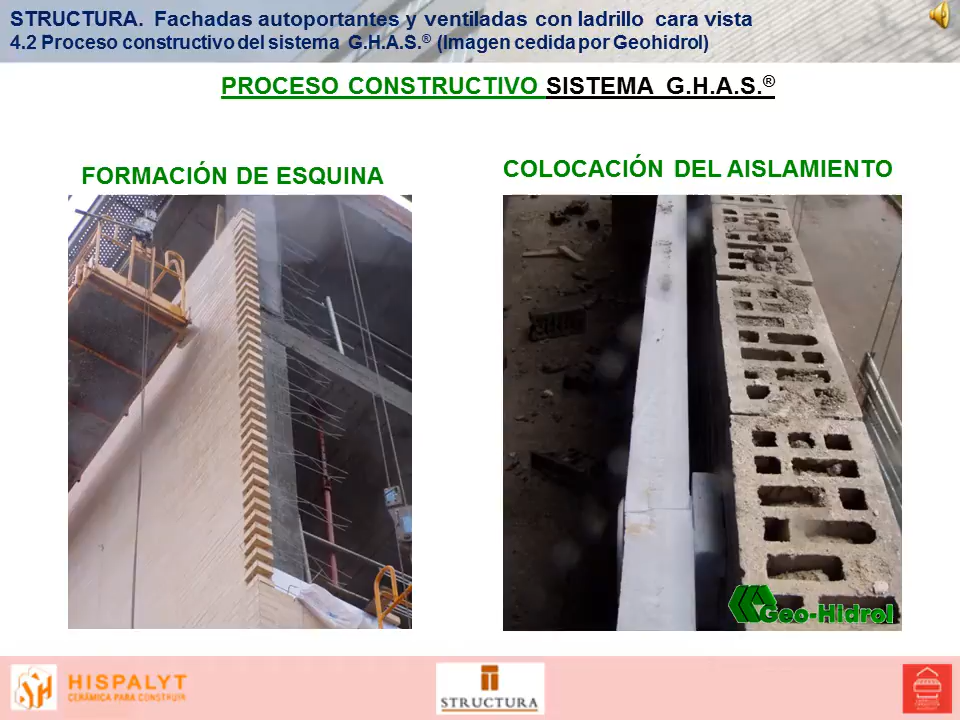 STRUCTURA. Fachadas autoportantes y ventiladas con ladrillo cara vista
4.2 Proceso constructivo del sistema G.H.A.S.® (Imagen cedida por Geohidrol)
PROCESO CONSTRUCTIVO SISTEMA G.H.A.S.®
FORMACIÓN DE ESQUINA
COLOCACIÓN DEL AISLAMIENTO
Geo-Hidrol
HISPALYT
CERÁMICA PARA CONSTRUIR
STRUCTURA